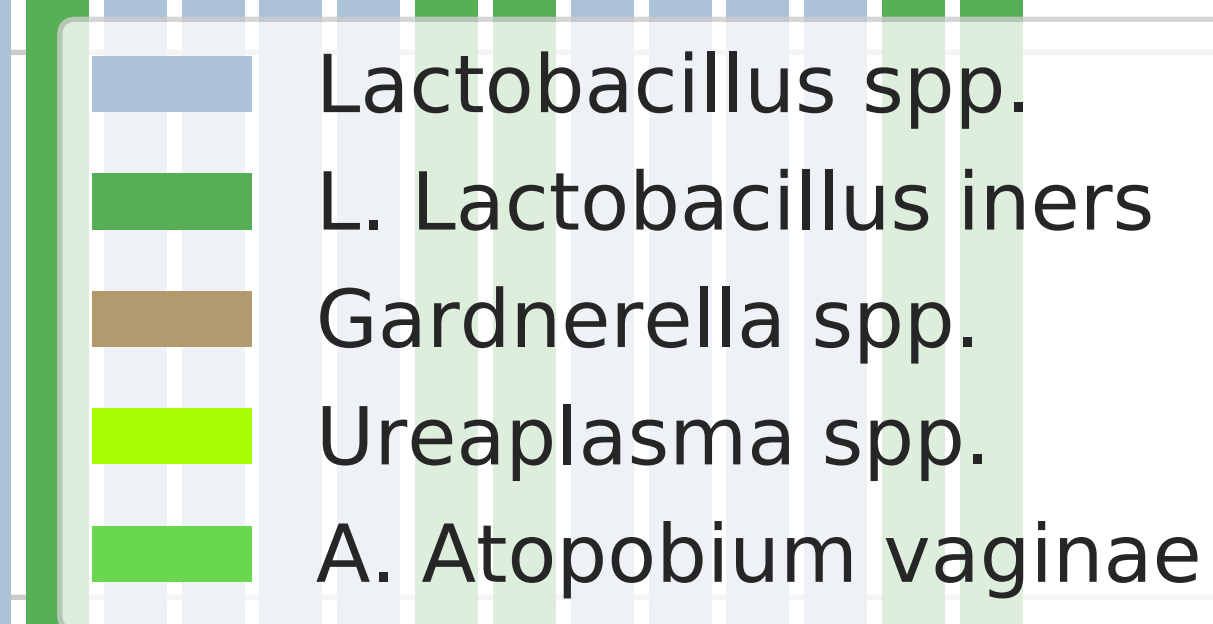 Lactobacillus spp.
L. Lactobacillus iners
Gardnerella spp.
Ureaplasma spp.
A. Atopobium vaginae